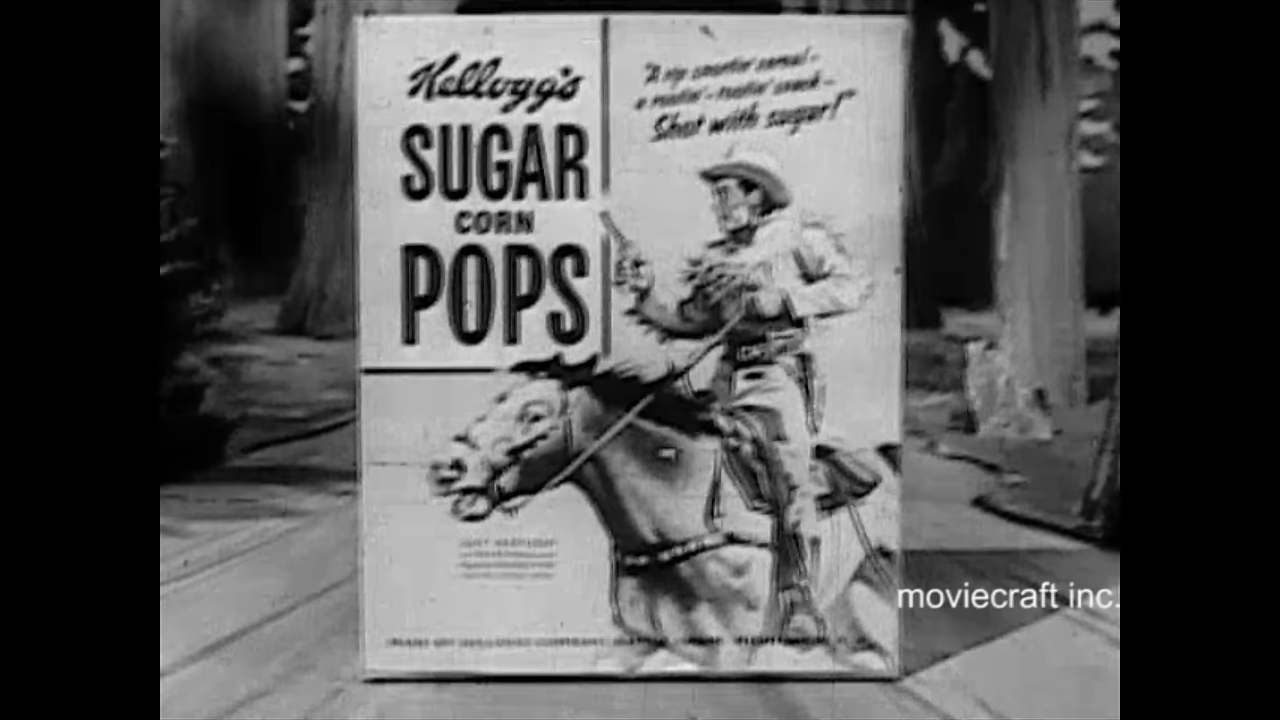 Kellogg's
SUGAR
CORN
POPS
"A rip snortin' cereal-
a rootin'-tootin' snack-
Shot with sugar!"
moviecraft inc.